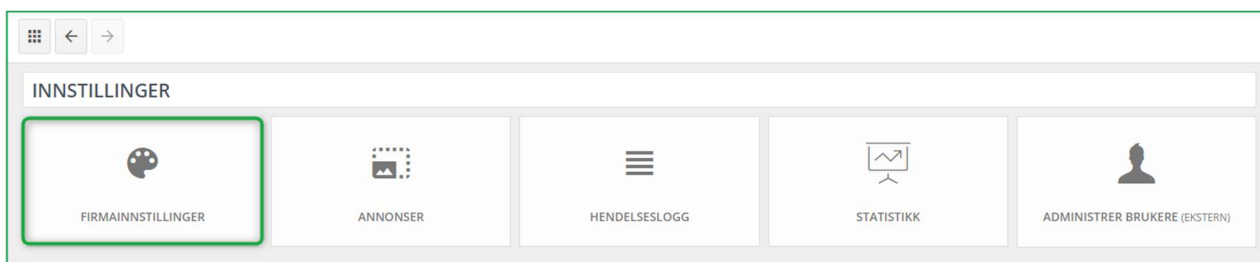 INNSTILLINGER
FIRMAINNSTILLINGER
ANNONSER
HENDELSESLOGG
STATISTIKK
ADMINISTRER BRUKERE (EKSTERN)